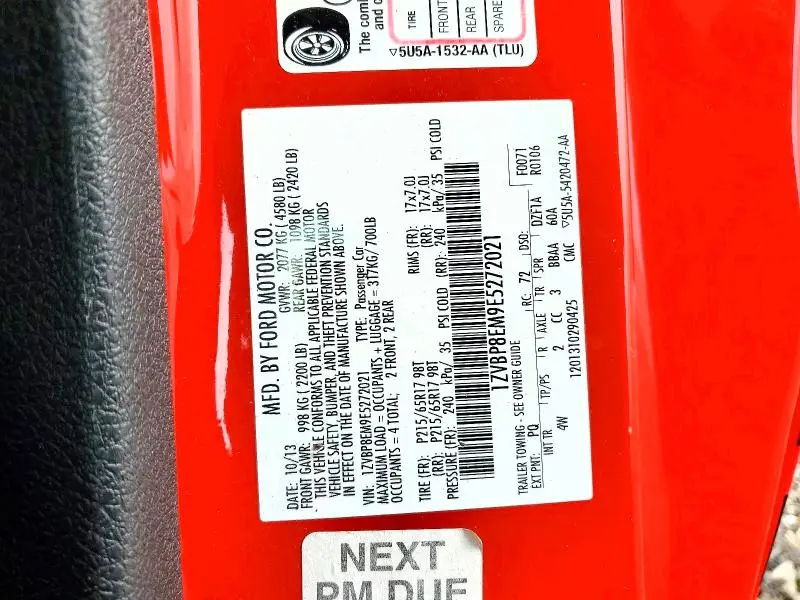 The com
and o
TIRE
FRONT
REAR
SPARE
▽5U5A-1532-AA (TLU)
MFD. BY FORD MOTOR CO.
DATE: 10/13 GVWR: 2077 KG ( 4580 LB)
FRONT GAWR: 998 KG ( 2200 LB) REAR GAWR: 1098 KG ( 2420 LB)
THIS VEHICLE CONFORMS TO ALL APPLICABLE FEDERAL MOTOR
VEHICLE SAFETY, BUMPER, AND THEFT PREVENTION STANDARDS
IN EFFECT ON THE DATE OF MANUFACTURE SHOWN ABOVE.
VIN: 1ZVBP8EM9E5272021 TYPE: Passenger Car
MAXIMUM LOAD = OCCUPANTS + LUGGAGE = 317KG/ 700LB
OCCUPANTS = 4 TOTAL; 2 FRONT, 2 REAR
TIRE (FR): P215/65R17 98T RIMS (FR): 17x7.0J
(RR): P215/65R17 98T (RR): 17x7.0J
PRESSURE (FR): 240 kPa/ 35 PSI COLD (RR): 240 kPa/ 35 PSI COLD
1ZVBP8EM9E5272021
TRAILER TOWING - SEE OWNER GUIDE F0071
EXT PNT: PQ RC: 72 DSO: R0106
INT TR TP/PS R AXLE TR SPR DZF1A
4W 2 CC 3 BBAA 60A
1201310290425 CMC ▽5U5A-5420472-AA
NEXT
PM DUE